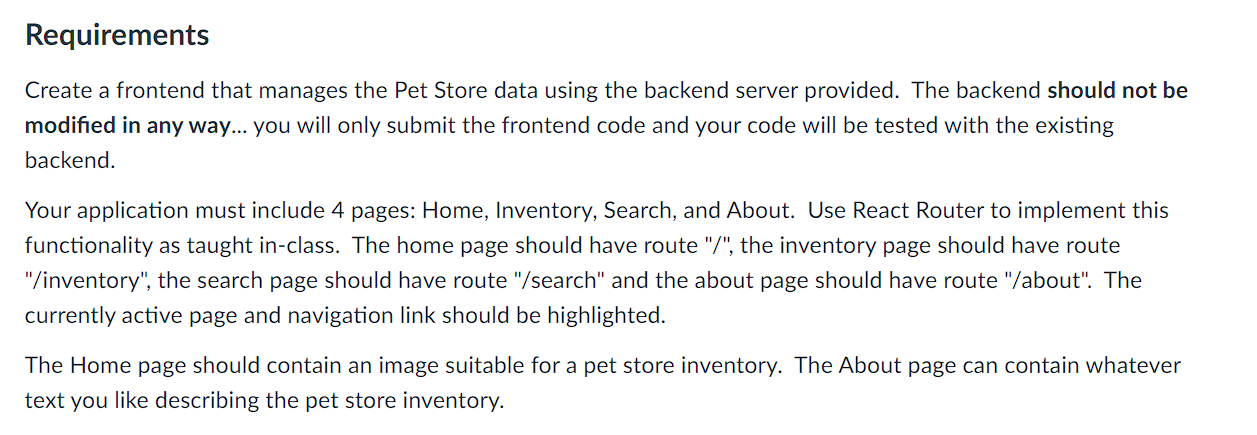 Requirements
Create a frontend that manages the Pet Store data using the backend server provided.  The backend should not be
modified in any way... you will only submit the frontend code and your code will be tested with the existing
backend.
Your application must include 4 pages: Home, Inventory, Search, and About.  Use React Router to implement this
functionality as taught in-class.  The home page should have route "/", the inventory page should have route
"/inventory", the search page should have route "/search" and the about page should have route "/about".  The
currently active page and navigation link should be highlighted.
The Home page should contain an image suitable for a pet store inventory.  The About page can contain whatever
text you like describing the pet store inventory.